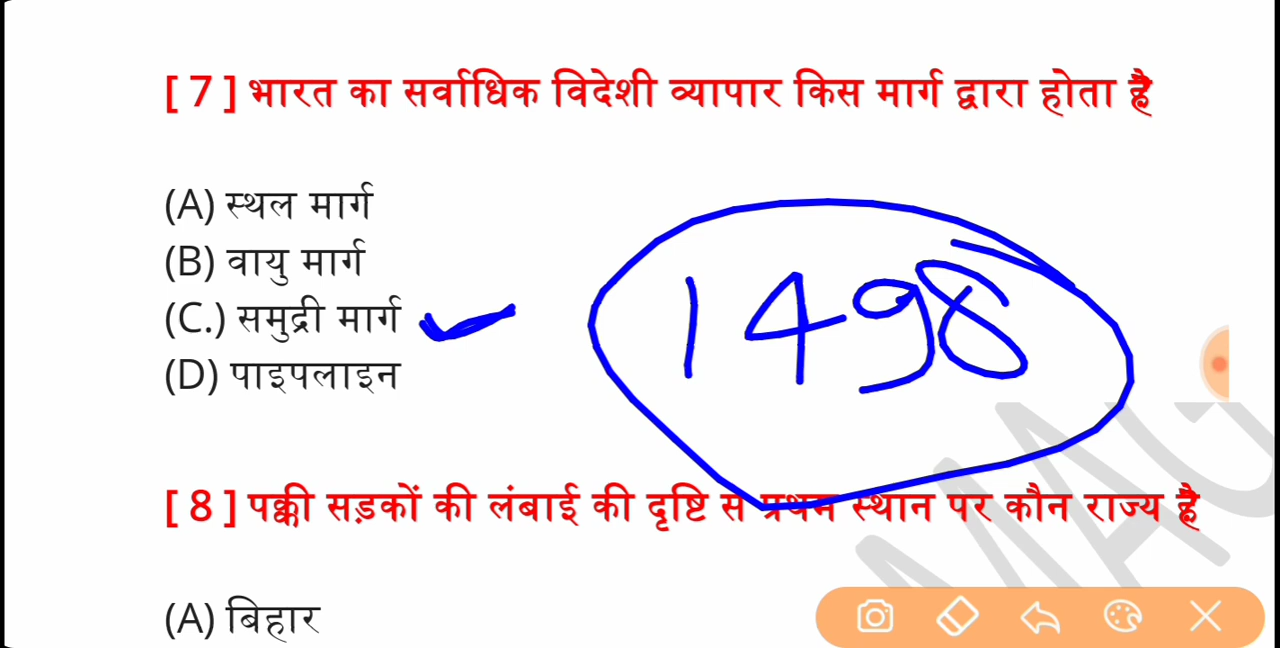 [ 7 ] भारत का सर्वाधिक विदेशी व्यापार किस मार्ग द्वारा होता है
(A) स्थल मार्ग
(B) वायु मार्ग
(C.) समुद्री मार्ग
(D) पाइपलाइन
1498
[ 8 ] पक्की सड़कों की लंबाई की दृष्टि से प्रथम स्थान पर कौन राज्य है
(A) बिहार